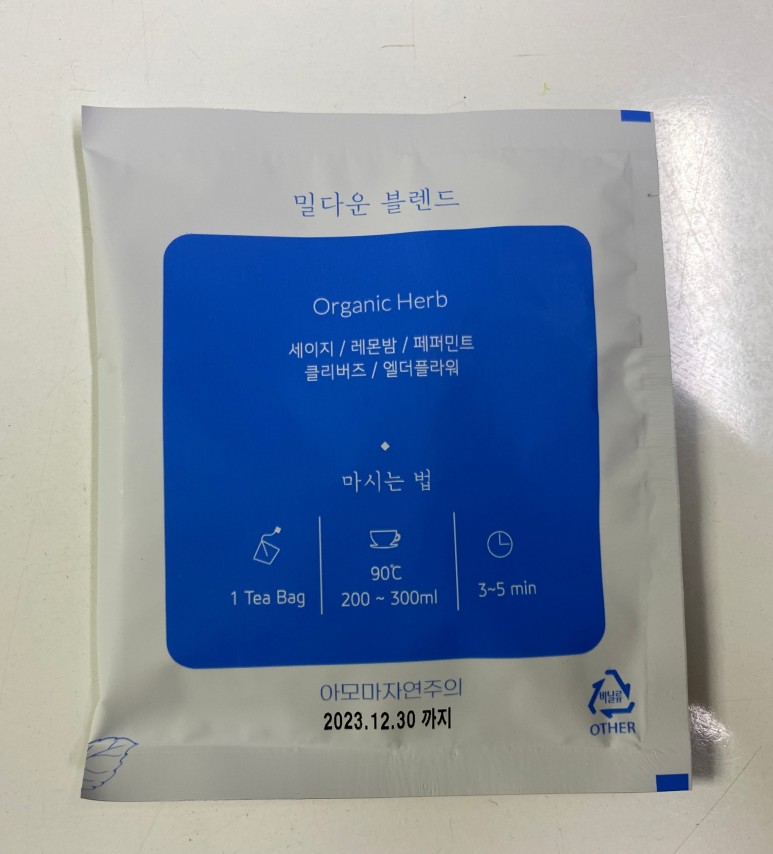 밀다운 블렌드
Organic Herb
세이지 / 레몬밤 / 페퍼민트
클리버즈 / 엘더플라워
마시는 법
1 Tea Bag
90℃
200 ~ 300ml
3~5 min
아모마자연주의
2023.12.30 까지
비닐류
OTHER